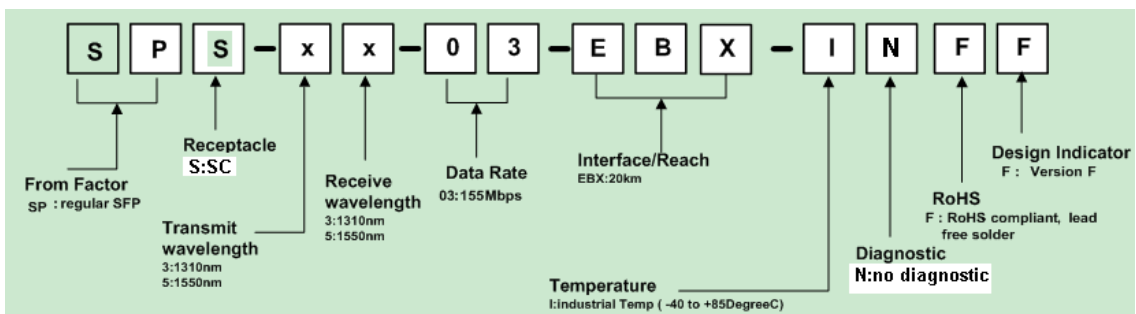 S P S - x x - 0 3 - E B X - I N F F
Receptacle
S:SC
From Factor
SP : regular SFP
Transmit
wavelength
3:1310nm
5:1550nm
Receive
wavelength
3:1310nm
5:1550nm
Data Rate
03:155Mbps
Interface/Reach
EBX:20km
Temperature
I:industrial Temp ( -40 to +85DegreeC)
Diagnostic
N:no diagnostic
RoHS
F : RoHS compliant, lead
free solder
Design Indicator
F : Version F